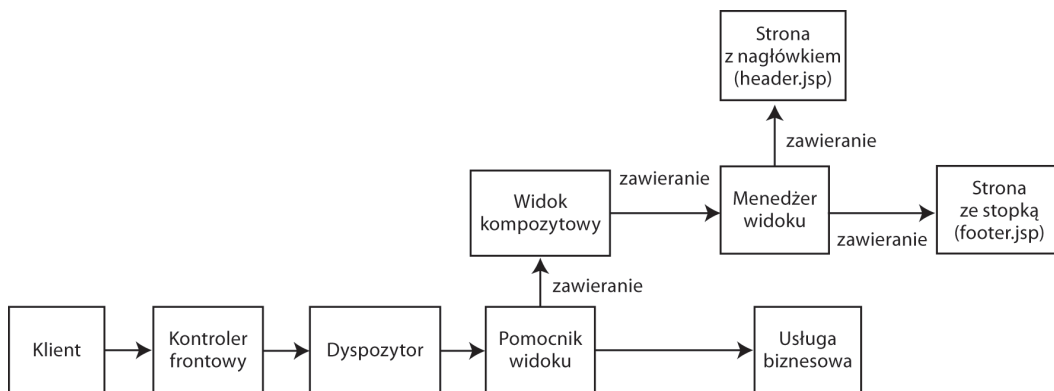 Strona
z nagłówkiem
(header.jsp)
zawieranie
zawieranie
Widok
kompozytowy
Menedżer
widoku
Strona
ze stopką
(footer.jsp)
zawieranie
zawieranie
Klient
Kontroler
frontowy
Dyspozytor
Pomocnik
widoku
Usługa
biznesowa